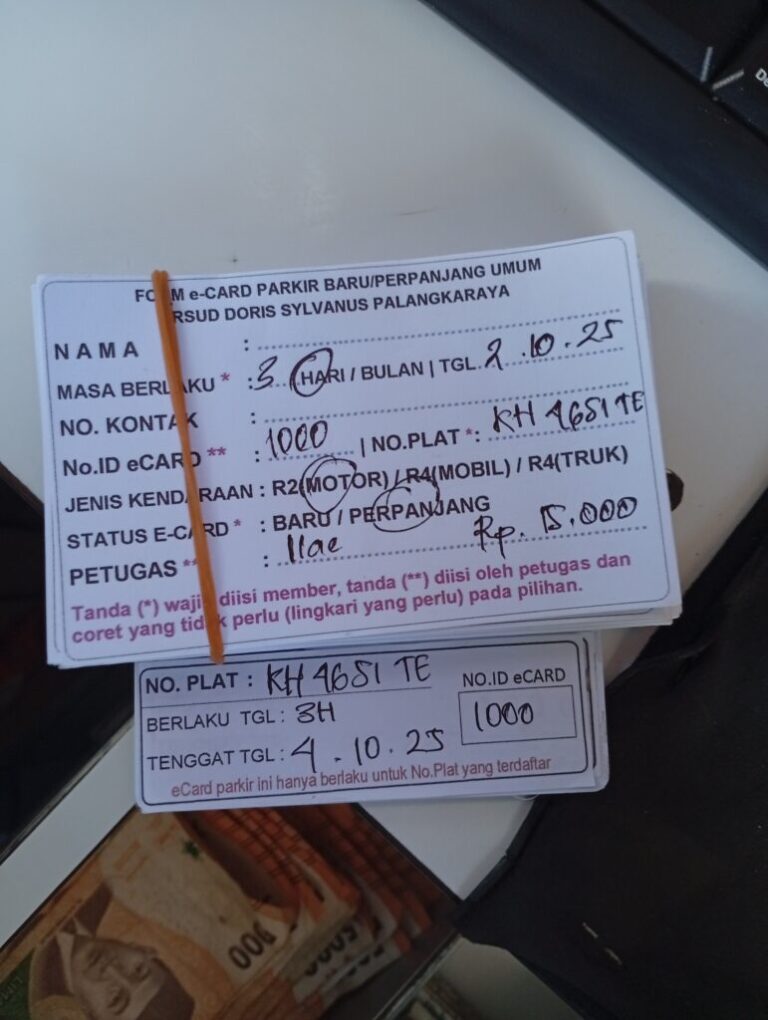 FORM e-CARD PARKIR BARU/PERPANJANG UMUM
RSUD DORIS SYLVANUS PALANGKARAYA
NAMA :
MASA BERLAKU * : 3 HARI / BULAN | TGL. 2.10.25
NO. KONTAK :
No.ID eCARD ** : 1000 | NO.PLAT *: KH 4651 TE
JENIS KENDARAAN : R2(MOTOR) / R4(MOBIL) / R4(TRUK)
STATUS E-CARD * : BARU / PERPANJANG
PETUGAS ** : Ilae Rp. 15.000
Tanda (*) wajib diisi member, tanda (**) diisi oleh petugas dan
coret yang tidak perlu (lingkari yang perlu) pada pilihan.
NO. PLAT : KH 4651 TE NO.ID eCARD
BERLAKU TGL : 3H 1000
TENGGAT TGL : 4.10.25
eCard parkir ini hanya berlaku untuk No.Plat yang terdaftar
000